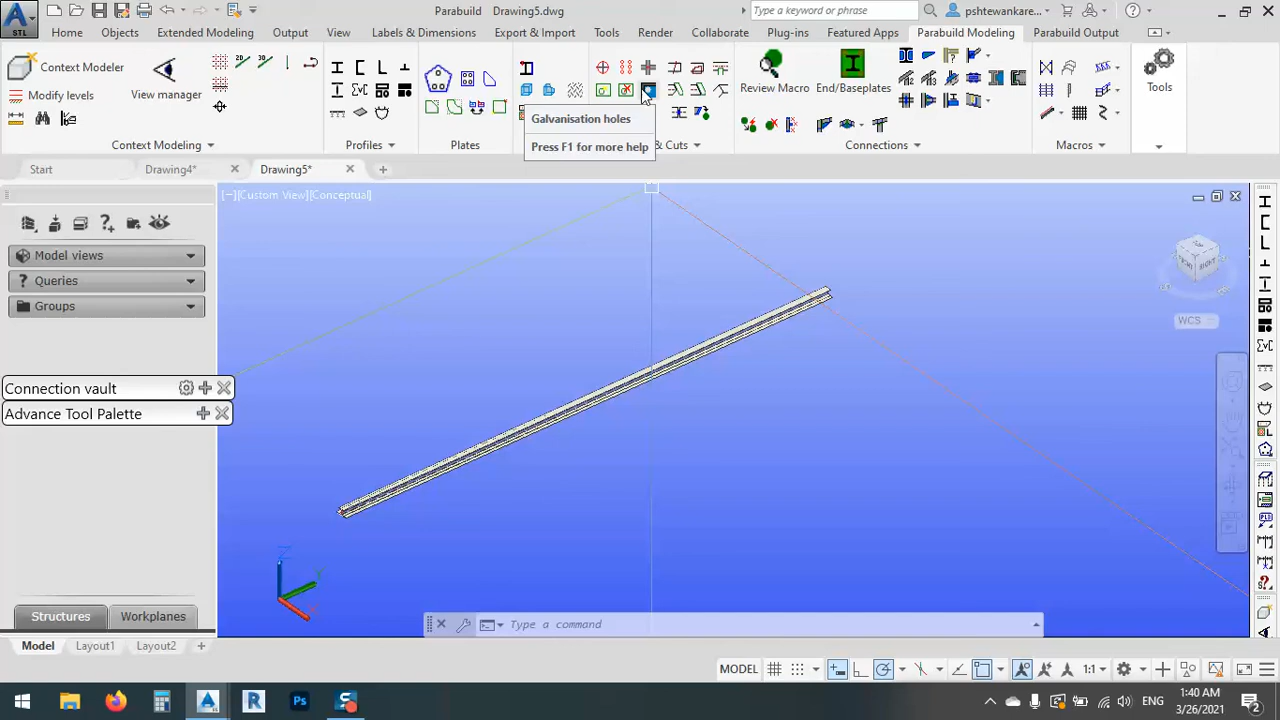 STL
Parabuild Drawing5.dwg
Type a keyword or phrase
pshtewankare...
Home Objects Extended Modeling Output View Labels & Dimensions Export & Import Tools Render Collaborate Plug-ins Featured Apps Parabuild Modeling Parabuild Output
Context Modeler
View manager
Modify levels
Review Macro
End/Baseplates
Tools
Galvanisation holes
Press F1 for more help
Context Modeling
Profiles
Plates
& Cuts
Connections
Macros
Start
Drawing4*
Drawing5*
[−][Custom View][Conceptual]
RIGHT
WCS
Model views
Queries
Groups
Connection vault
Advance Tool Palette
Z
X
Type a command
Structures
Workplanes
Model
Layout1
Layout2
MODEL
1:1
ENG
1:40 AM
3/26/2021
2